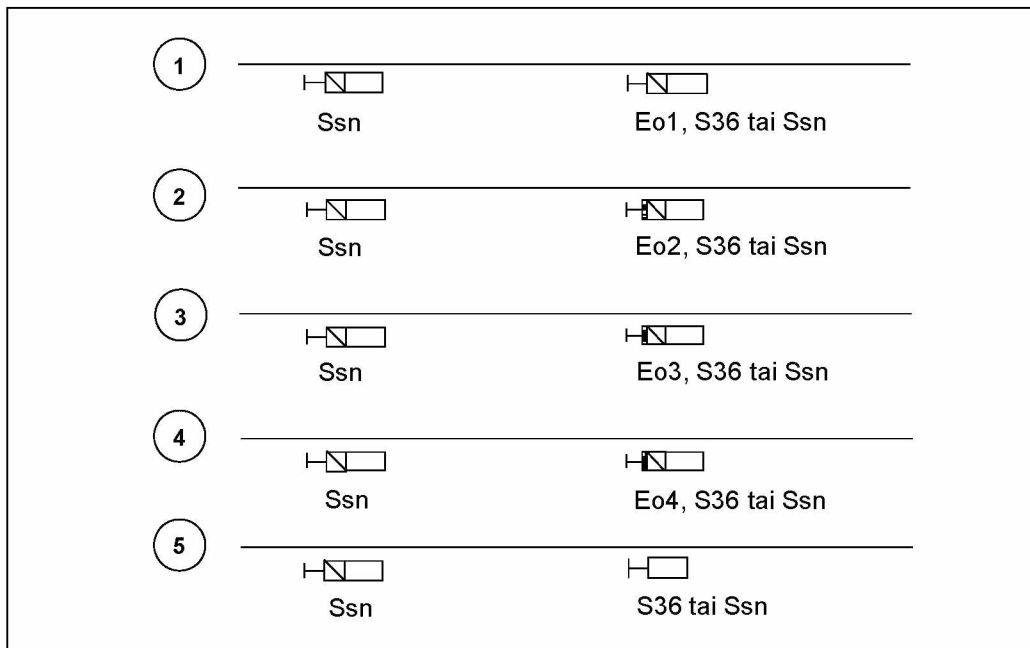 1
Ssn Eo1, S36 tai Ssn
2
Ssn Eo2, S36 tai Ssn
3
Ssn Eo3, S36 tai Ssn
4
Ssn Eo4, S36 tai Ssn
5
Ssn S36 tai Ssn